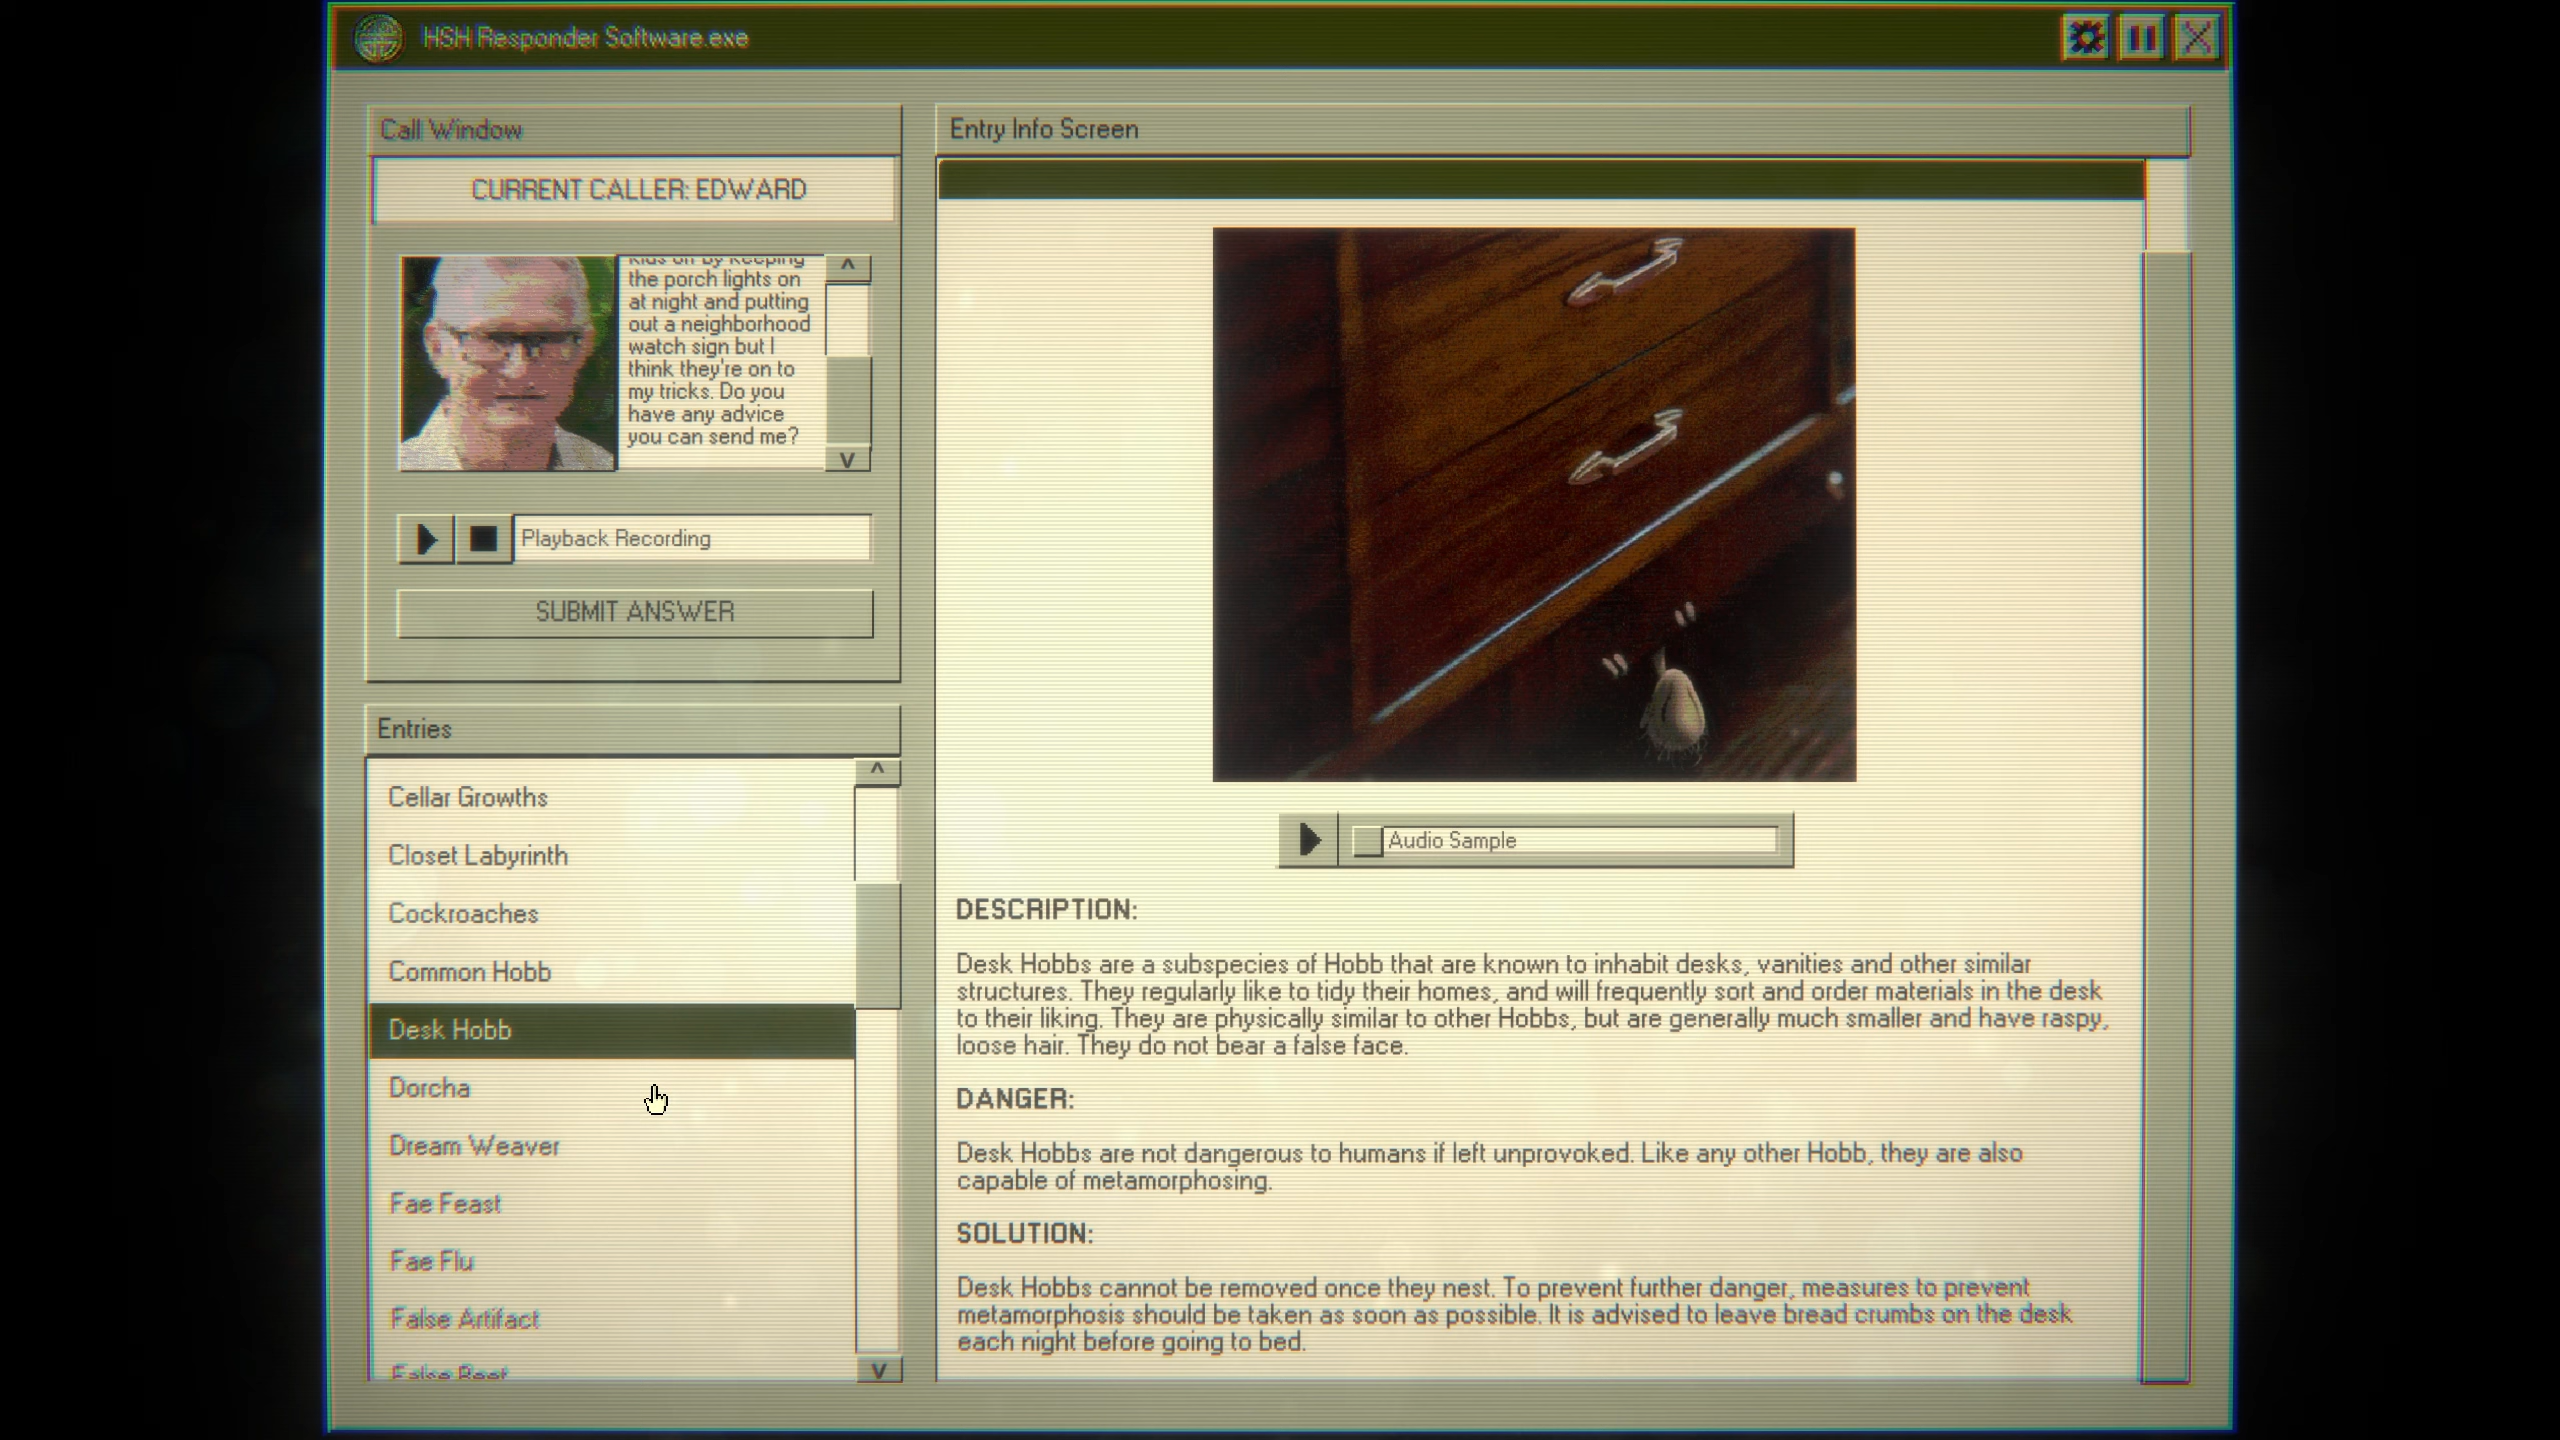 HSH Responder Software.exe
Call Window
CURRENT CALLER: EDWARD
kids off by keeping
the porch lights on
at night and putting
out a neighborhood
watch sign but I
think they're on to
my tricks. Do you
have any advice
you can send me?
Playback Recording
SUBMIT ANSWER
Entries
Cellar Growths
Closet Labyrinth
Cockroaches
Common Hobb
Desk Hobb
Dorcha
Dream Weaver
Fae Feast
Fae Flu
False Artifact
Entry Info Screen
Audio Sample
DESCRIPTION:
Desk Hobbs are a subspecies of Hobb that are known to inhabit desks, vanities and other similar
structures. They regularly like to tidy their homes, and will frequently sort and order materials in the desk
to their liking. They are physically similar to other Hobbs, but are generally much smaller and have raspy,
loose hair. They do not bear a false face.
DANGER:
Desk Hobbs are not dangerous to humans if left unprovoked. Like any other Hobb, they are also
capable of metamorphosing.
SOLUTION:
Desk Hobbs cannot be removed once they nest. To prevent further danger, measures to prevent
metamorphosis should be taken as soon as possible. It is advised to leave bread crumbs on the desk
each night before going to bed.